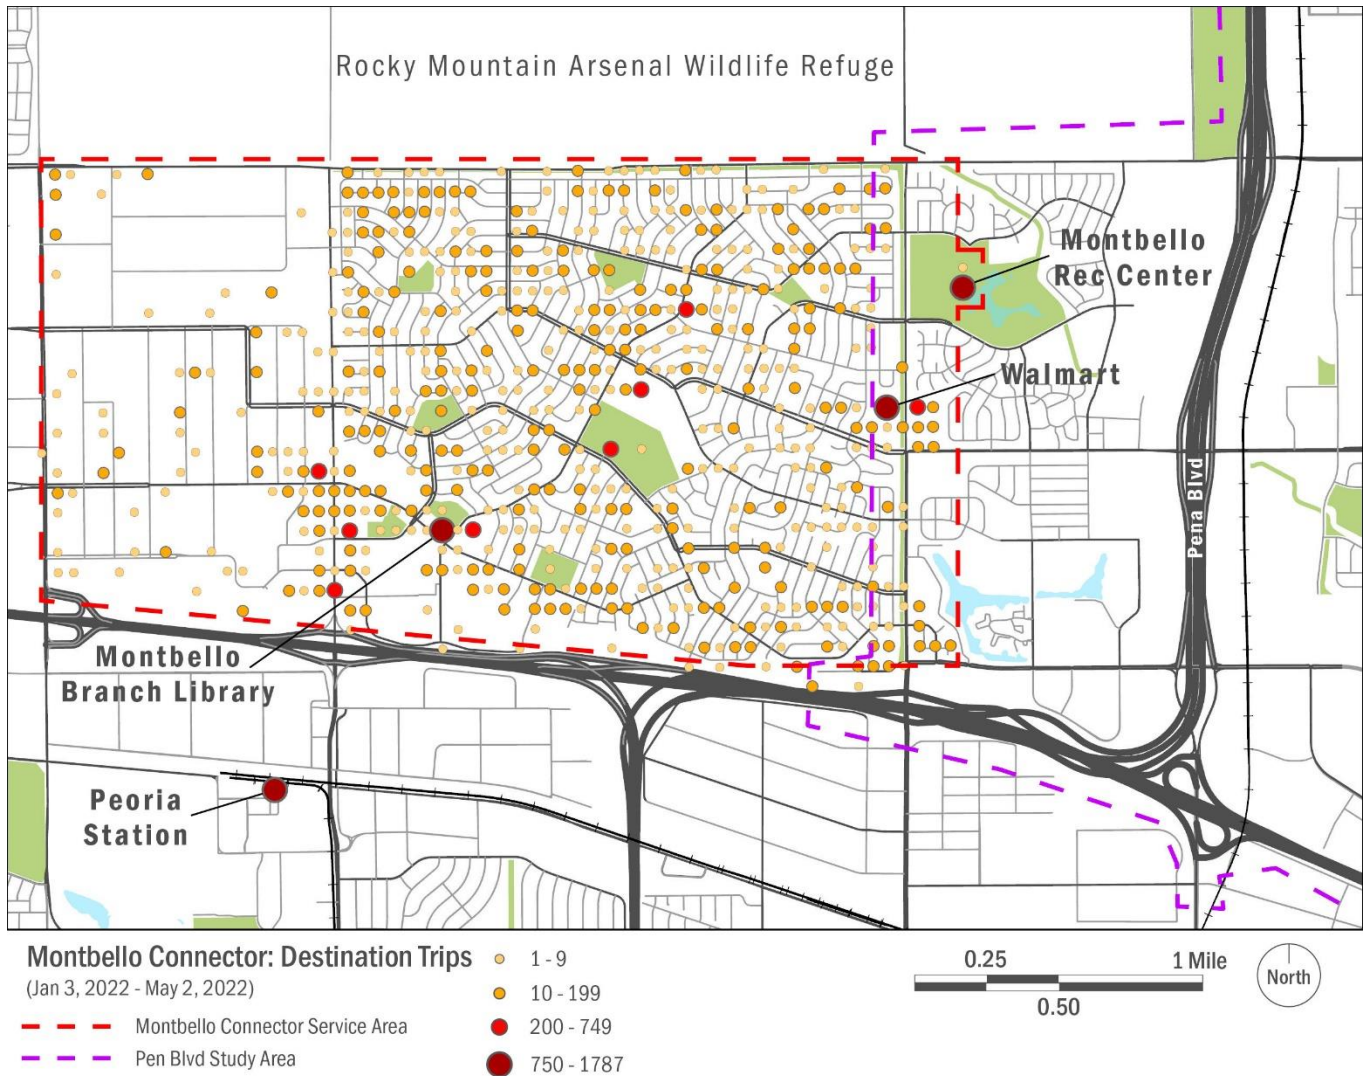 Rocky Mountain Arsenal Wildlife Refuge
Montbello
Rec Center
Walmart
Pena Blvd
Montbello
Branch Library
Peoria
Station
Montbello Connector: Destination Trips
(Jan 3, 2022 - May 2, 2022)
Montbello Connector Service Area
Pen Blvd Study Area
1 - 9
10 - 199
200 - 749
750 - 1787
0.25
1 Mile
0.50
North